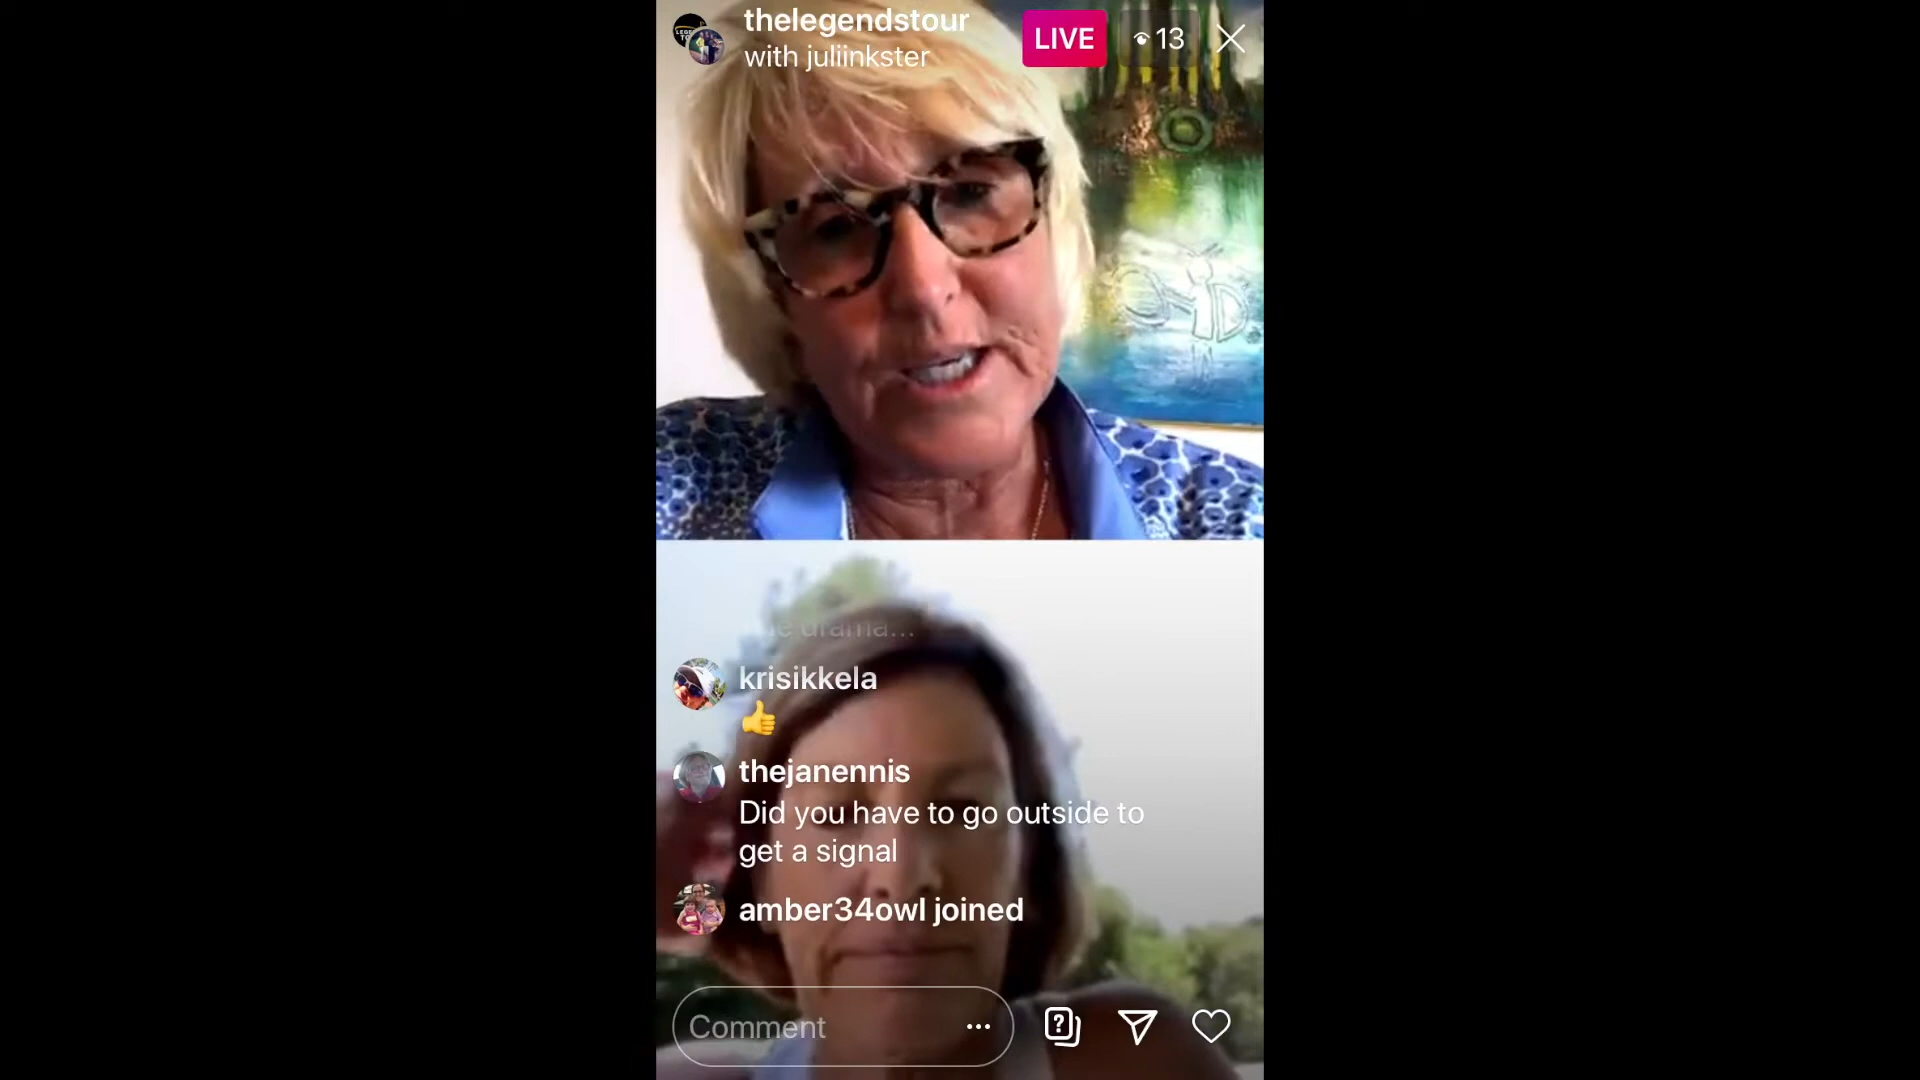 thelegendstour
with juliinkster
LIVE
13
drama...
krisikkela
👍
thejanennis
Did you have to go outside to
get a signal
amber34owl joined
Comment